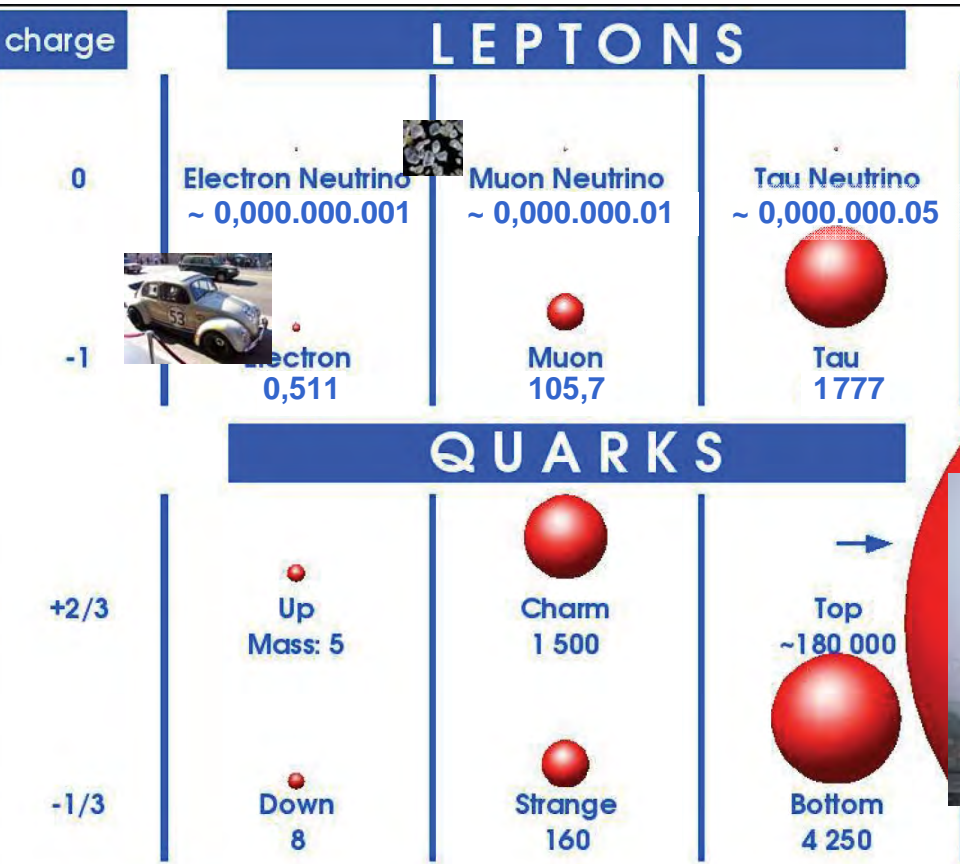 charge
LEPTONS
0
Electron Neutrino
~ 0,000.000.001
Muon Neutrino
~ 0,000.000.01
Tau Neutrino
~ 0,000.000.05
53
-1
Electron
0,511
Muon
105,7
Tau
1777
QUARKS
+2/3
Up
Mass: 5
Charm
1 500
Top
~180 000
-1/3
Down
8
Strange
160
Bottom
4 250